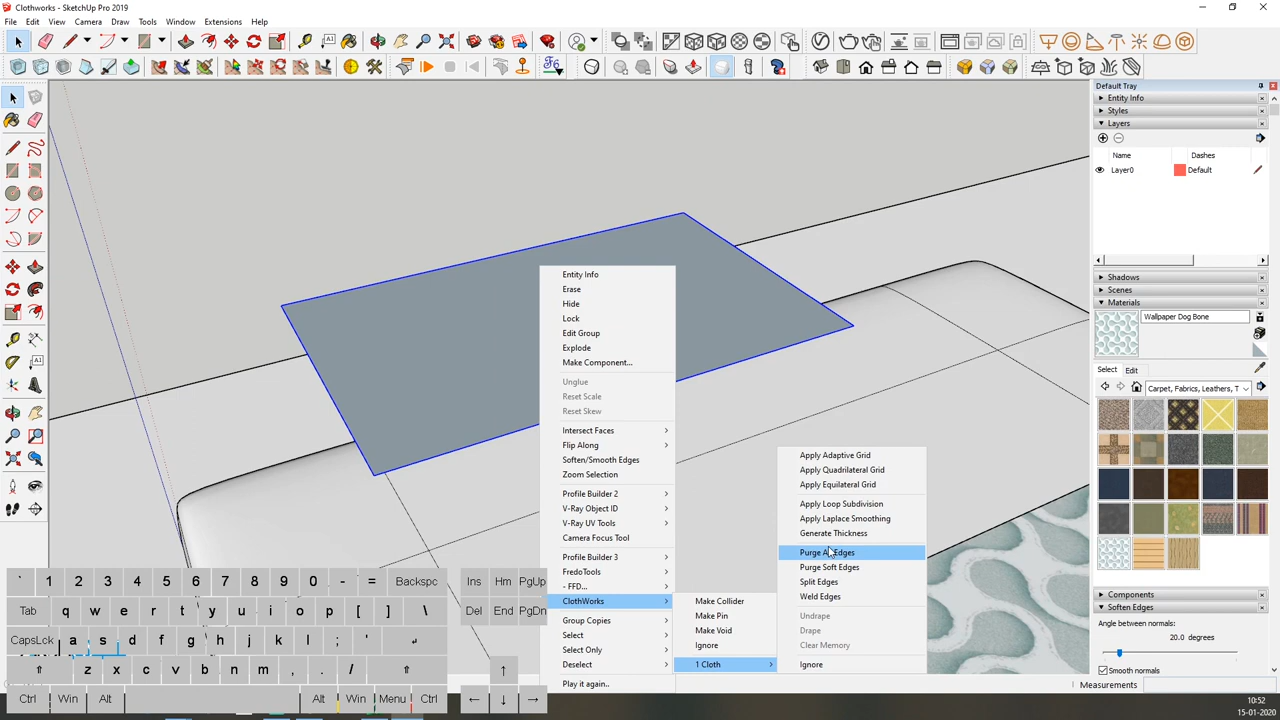 Clothworks - SketchUp Pro 2019
File Edit View Camera Draw Tools Window Extensions Help
Default Tray
Entity Info
Styles
Layers
Name Dashes
Layer0 Default
Shadows
Scenes
Materials
Wallpaper Dog Bone
Select Edit
Carpet, Fabrics, Leathers, T
Components
Soften Edges
Angle between normals:
20.0 degrees
Smooth normals
Measurements
Entity Info
Erase
Hide
Lock
Edit Group
Explode
Make Component...
Unglue
Reset Scale
Reset Skew
Intersect Faces
Flip Along
Soften/Smooth Edges
Zoom Selection
Profile Builder 2
V-Ray Object ID
V-Ray UV Tools
Camera Focus Tool
Profile Builder 3
FredoTools
- FFD...
ClothWorks
Group Copies
Select
Select Only
Deselect
Play it again..
Make Collider
Make Pin
Make Void
Ignore
1 Cloth
Apply Adaptive Grid
Apply Quadrilateral Grid
Apply Equilateral Grid
Apply Loop Subdivision
Apply Laplace Smoothing
Generate Thickness
Purge All Edges
Purge Soft Edges
Split Edges
Weld Edges
Undrape
Drape
Clear Memory
Ignore
` 1 2 3 4 5 6 7 8 9 0 - = Backspc Ins Hm PgUp
Tab q w e r t y u i o p [ ] \ Del End PgDn
CapsLck a s d f g h j k l ; '
z x c v b n m , . /
Ctrl Win Alt Alt Win Menu Ctrl
10:52
15-01-2020